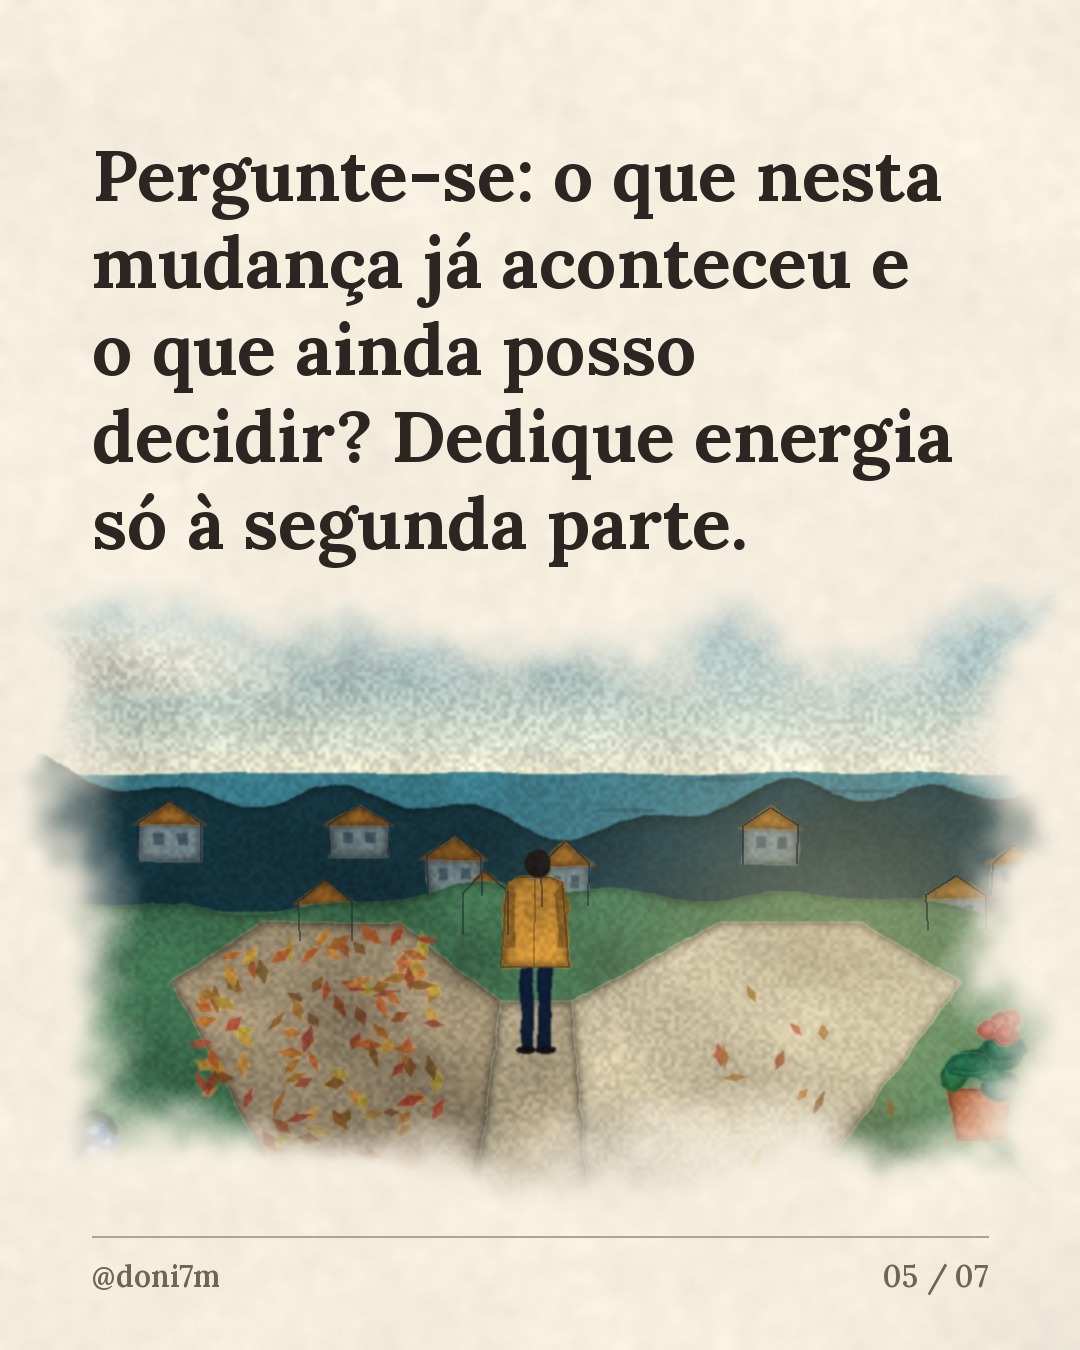 Pergunte-se: o que nesta
mudança já aconteceu e
o que ainda posso
decidir? Dedique energia
só à segunda parte.
@doni7m
05 / 07